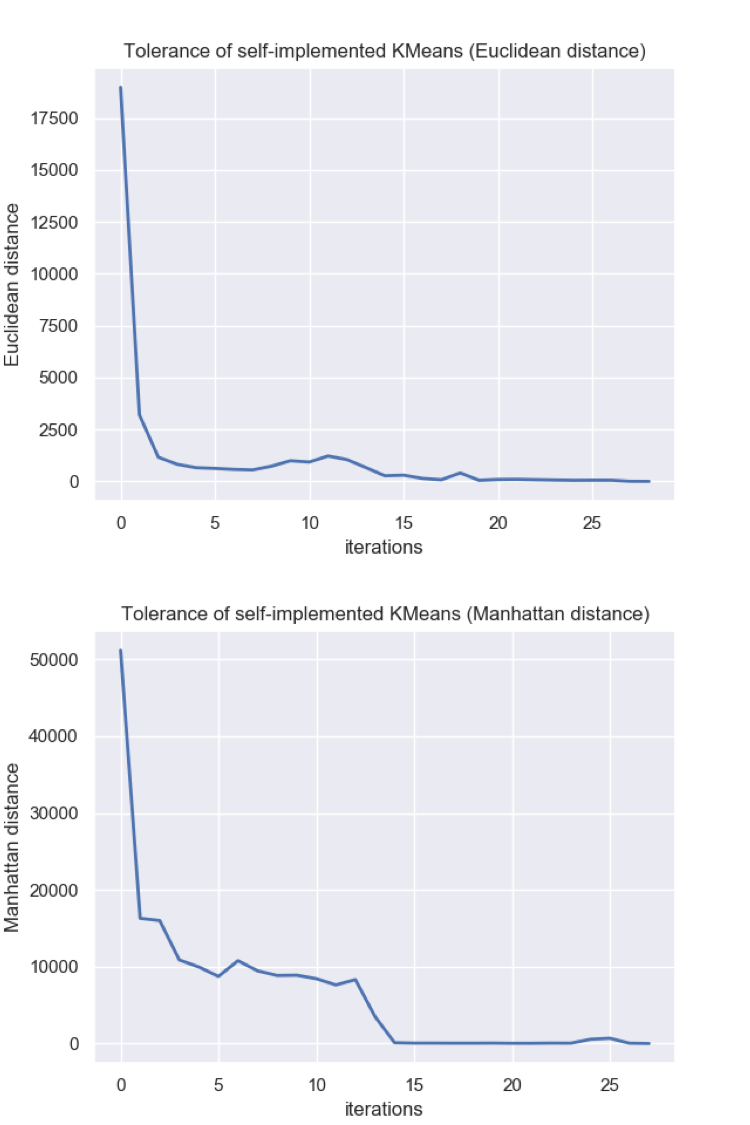 Tolerance of self-implemented KMeans (Euclidean distance)
17500
15000
12500
10000
7500
5000
2500
0
Euclidean distance
0 5 10 15 20 25
iterations
Tolerance of self-implemented KMeans (Manhattan distance)
50000
40000
30000
20000
10000
0
Manhattan distance
0 5 10 15 20 25
iterations